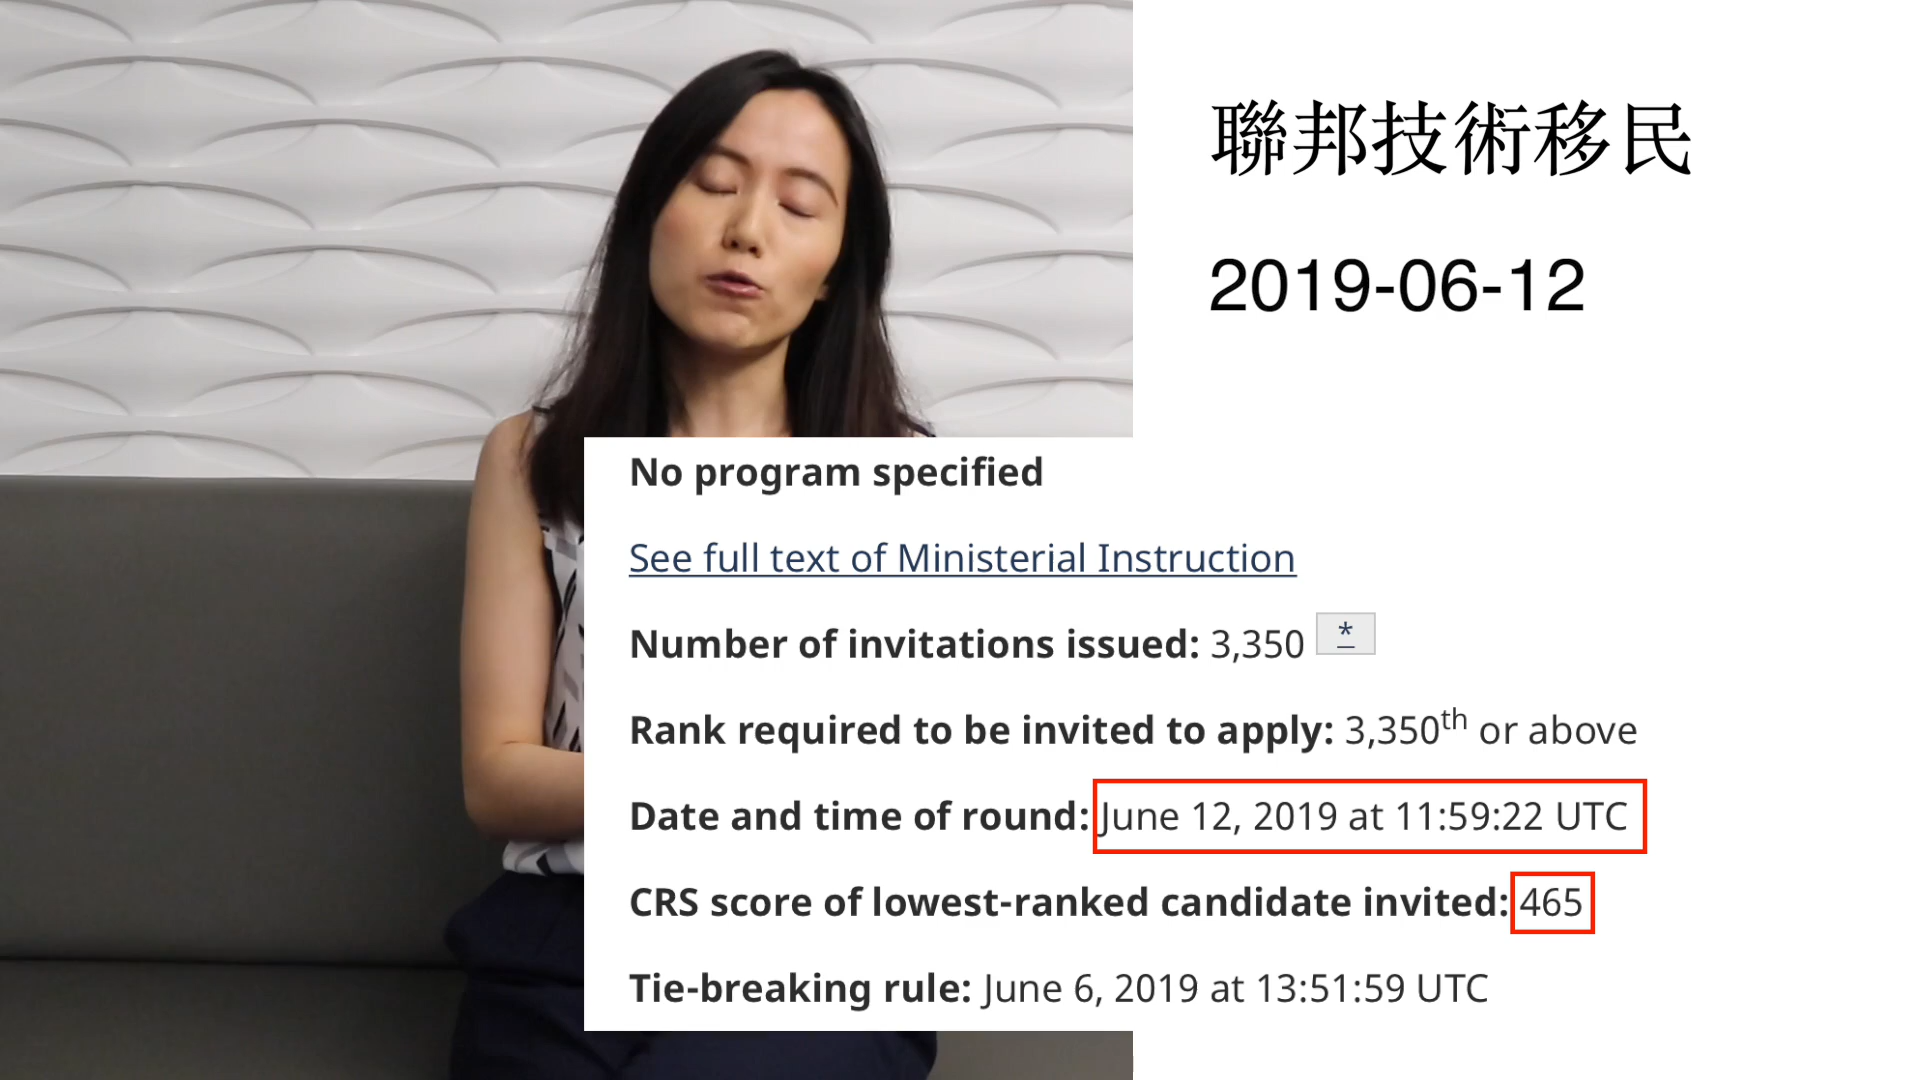 聯邦技術移民
2019-06-12
No program specified
See full text of Ministerial Instruction
Number of invitations issued: 3,350 *
Rank required to be invited to apply: 3,350th or above
Date and time of round: June 12, 2019 at 11:59:22 UTC
CRS score of lowest-ranked candidate invited: 465
Tie-breaking rule: June 6, 2019 at 13:51:59 UTC